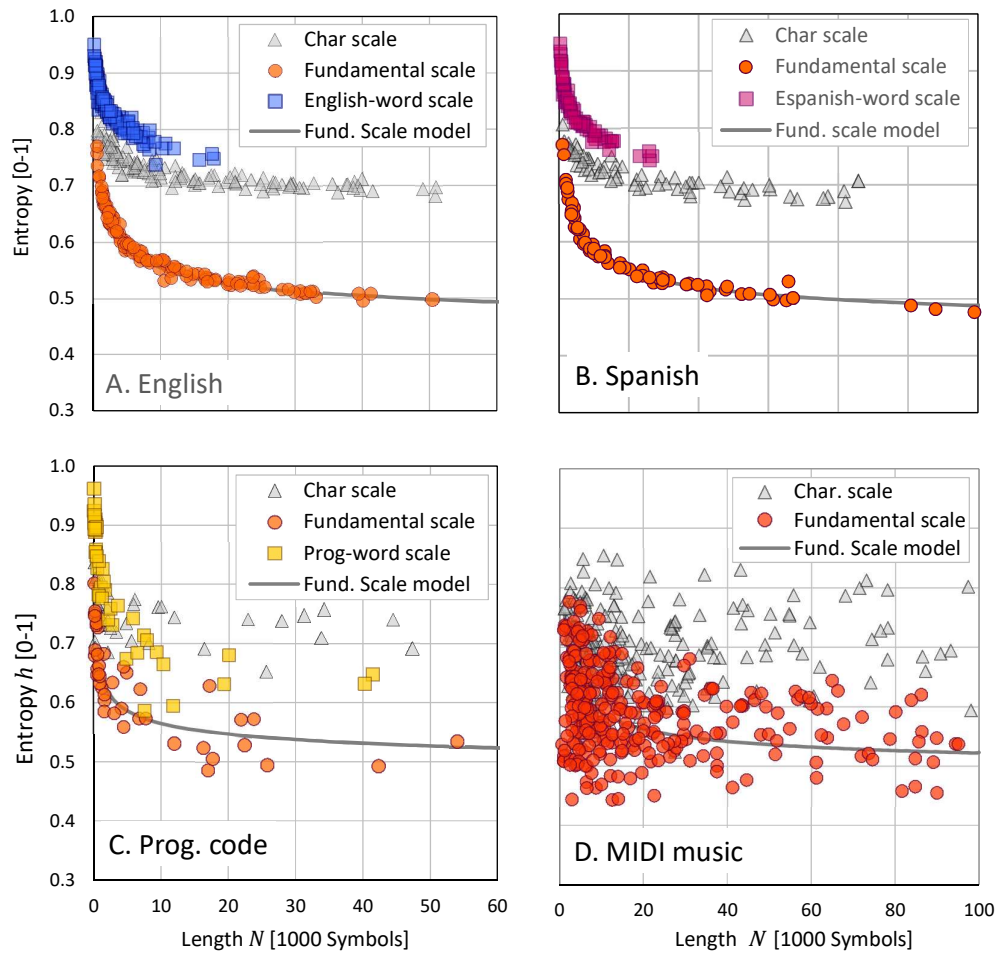 Entropy [0-1]
1.0
0.9
0.8
0.7
0.6
0.5
0.4
0.3
Char scale
Fundamental scale
English-word scale
Fund. Scale model
A. English
Char scale
Fundamental scale
Espanish-word scale
Fund. scale model
B. Spanish
Entropy h [0-1]
1.0
0.9
0.8
0.7
0.6
0.5
0.4
0.3
Char scale
Fundamental scale
Prog-word scale
Fund. Scale model
C. Prog. code
0 10 20 30 40 50 60
Length N [1000 Symbols]
Char. scale
Fundamental scale
Fund. Scale model
D. MIDI music
0 20 40 60 80 100
Length N [1000 Symbols]